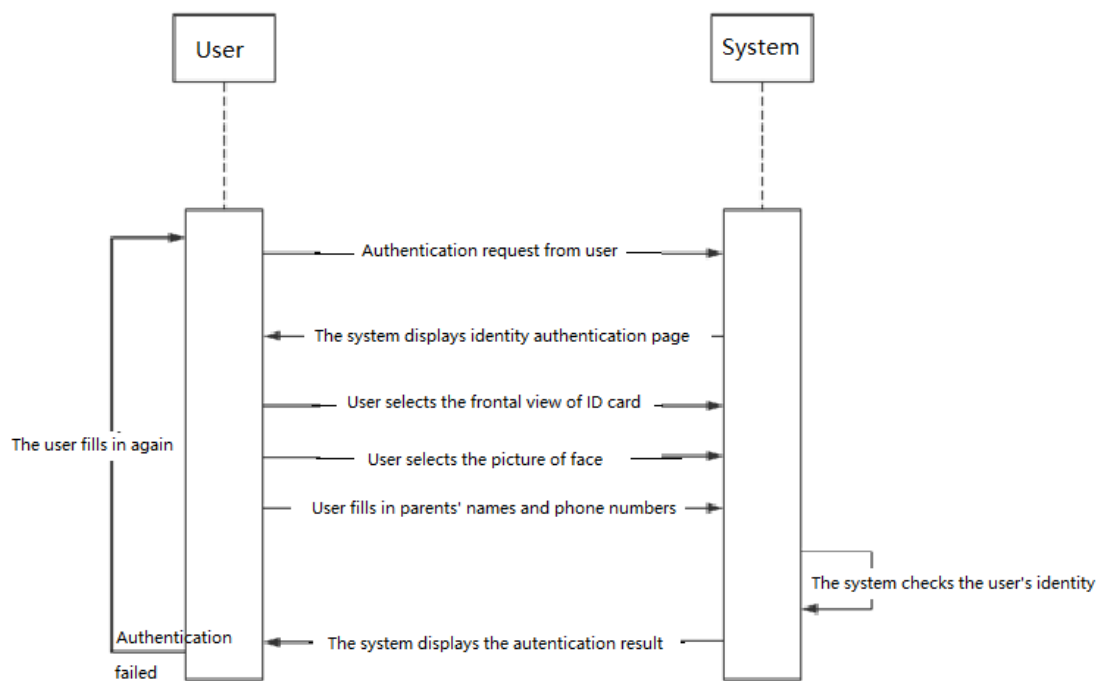 User
System
Authentication request from user
The system displays identity authentication page
User selects the frontal view of ID card
The user fills in again
User selects the picture of face
User fills in parents' names and phone numbers
The system checks the user's identity
Authentication
failed
The system displays the autentication result